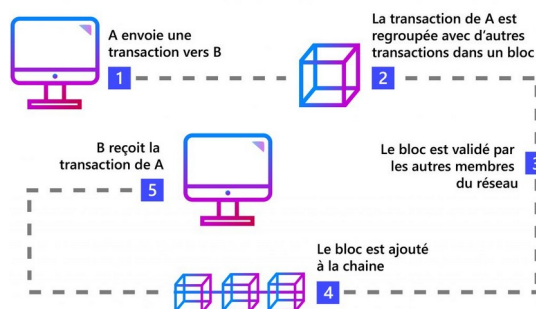 A envoie une
transaction vers B
1
La transaction de A est
regroupée avec d'autres
transactions dans un bloc
2
Le bloc est validé par
les autres membres
du réseau
3
Le bloc est ajouté
à la chaine
4
B reçoit la
transaction de A
5